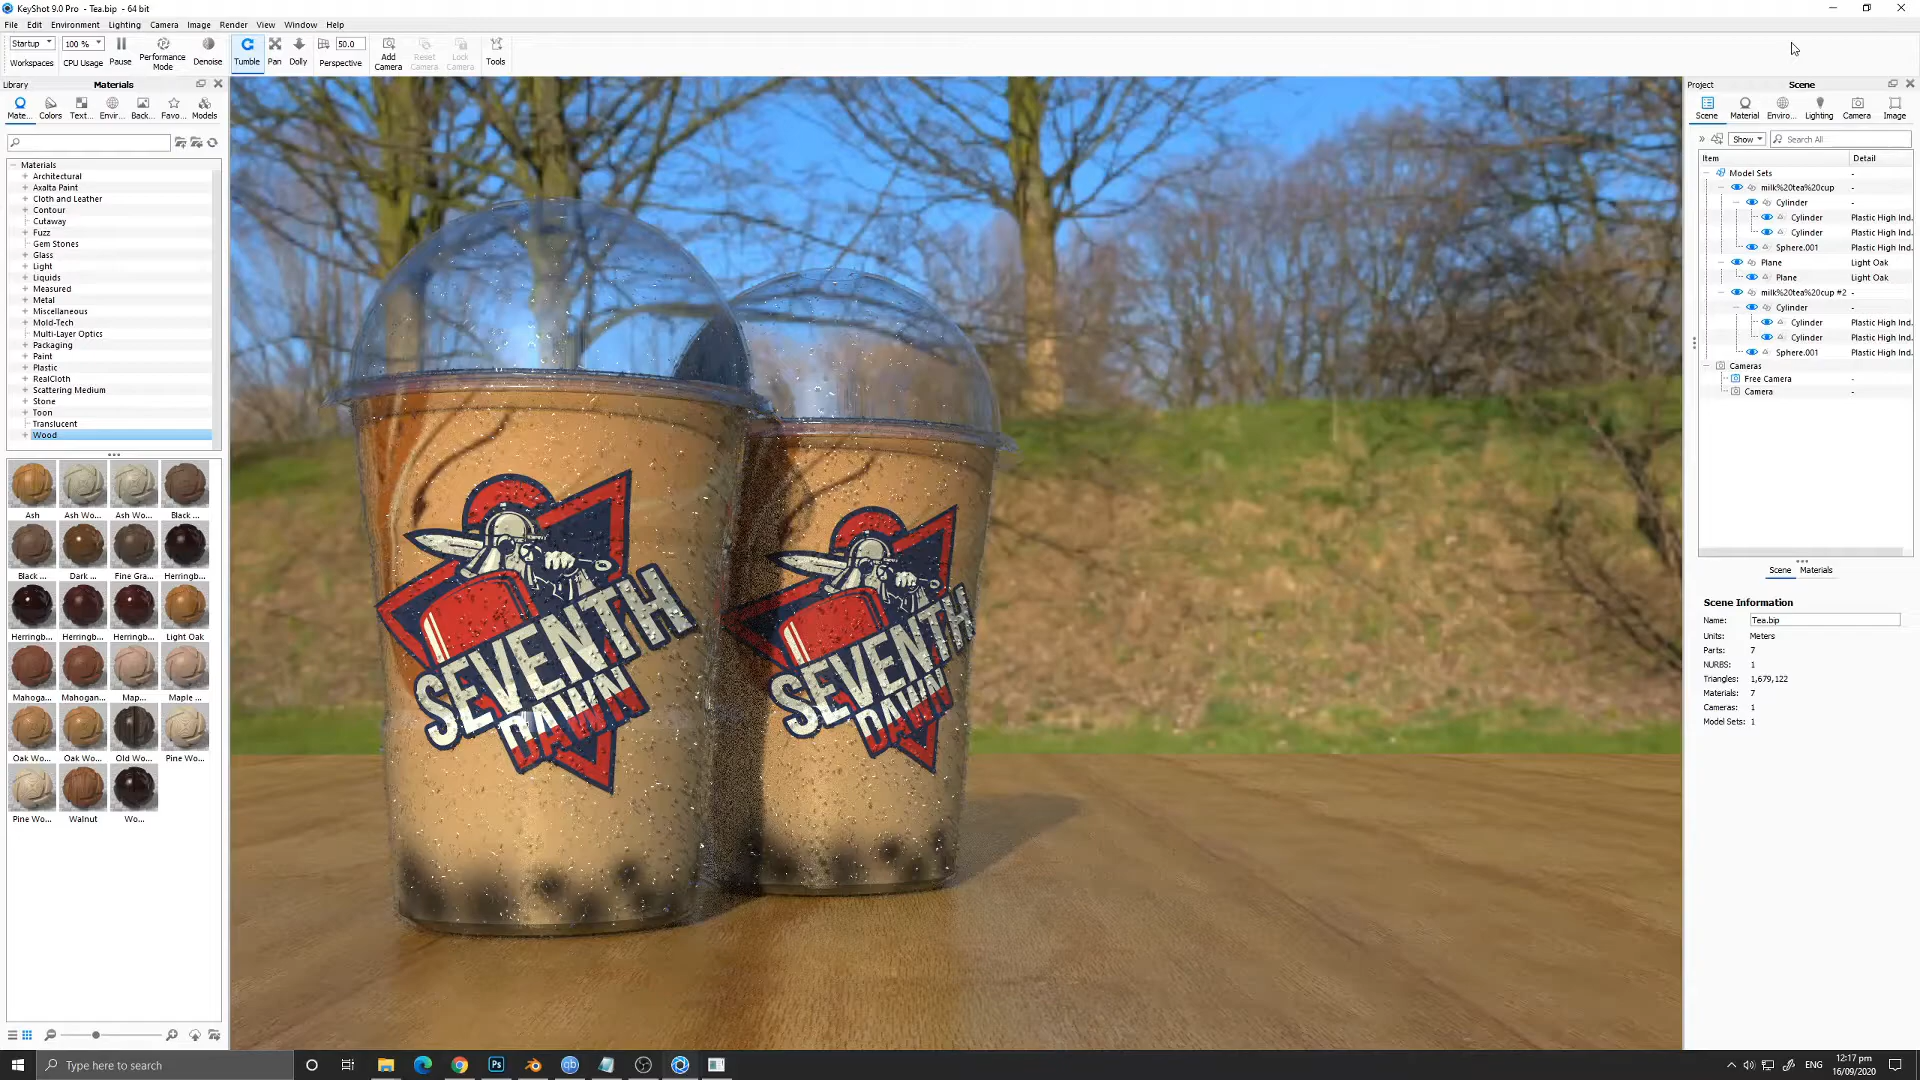 KeyShot 9.0 Pro - Tea.bip - 64 bit
File Edit Environment Lighting Camera Image Render View Window Help
Startup 100 % 50.0
Workspaces CPU Usage Pause Performance Mode Denoise Tumble Pan Dolly Perspective Add Camera Reset Camera Lock Camera Tools
Library Materials
Mate... Colors Text... Envir... Back... Favo... Models
Materials
Architectural
Axalta Paint
Cloth and Leather
Contour
Cutaway
Fuzz
Gem Stones
Glass
Light
Liquids
Measured
Metal
Miscellaneous
Mold-Tech
Multi-Layer Optics
Packaging
Paint
Plastic
RealCloth
Scattering Medium
Stone
Toon
Translucent
Wood
Ash Ash Wo... Ash Wo... Black ...
Black ... Dark ... Fine Gra... Herringb...
Herringb... Herringb... Herringb... Light Oak
Mahoga... Mahogan... Map... Maple ...
Oak Wo... Oak Wo... Old Wo... Pine Wo...
Pine Wo... Walnut Wo...
SEVENTH
DAWN
SEVENTH
DAWN
Project Scene
Scene Material Enviro... Lighting Camera Image
» Show Search All
Item Detail
Model Sets -
milk%20tea%20cup -
Cylinder -
Cylinder Plastic High Ind.
Cylinder Plastic High Ind.
Sphere.001 Plastic High Ind.
Plane Light Oak
Plane Light Oak
milk%20tea%20cup #2 -
Cylinder -
Cylinder Plastic High Ind.
Cylinder Plastic High Ind.
Sphere.001 Plastic High Ind.
Cameras
Free Camera -
Camera -
Scene Materials
Scene Information
Name: Tea.bip
Units: Meters
Parts: 7
NURBS: 1
Triangles: 1,679,122
Materials: 7
Cameras: 1
Model Sets: 1
Type here to search
Ps
qb
ENG
12:17 pm
16/09/2020